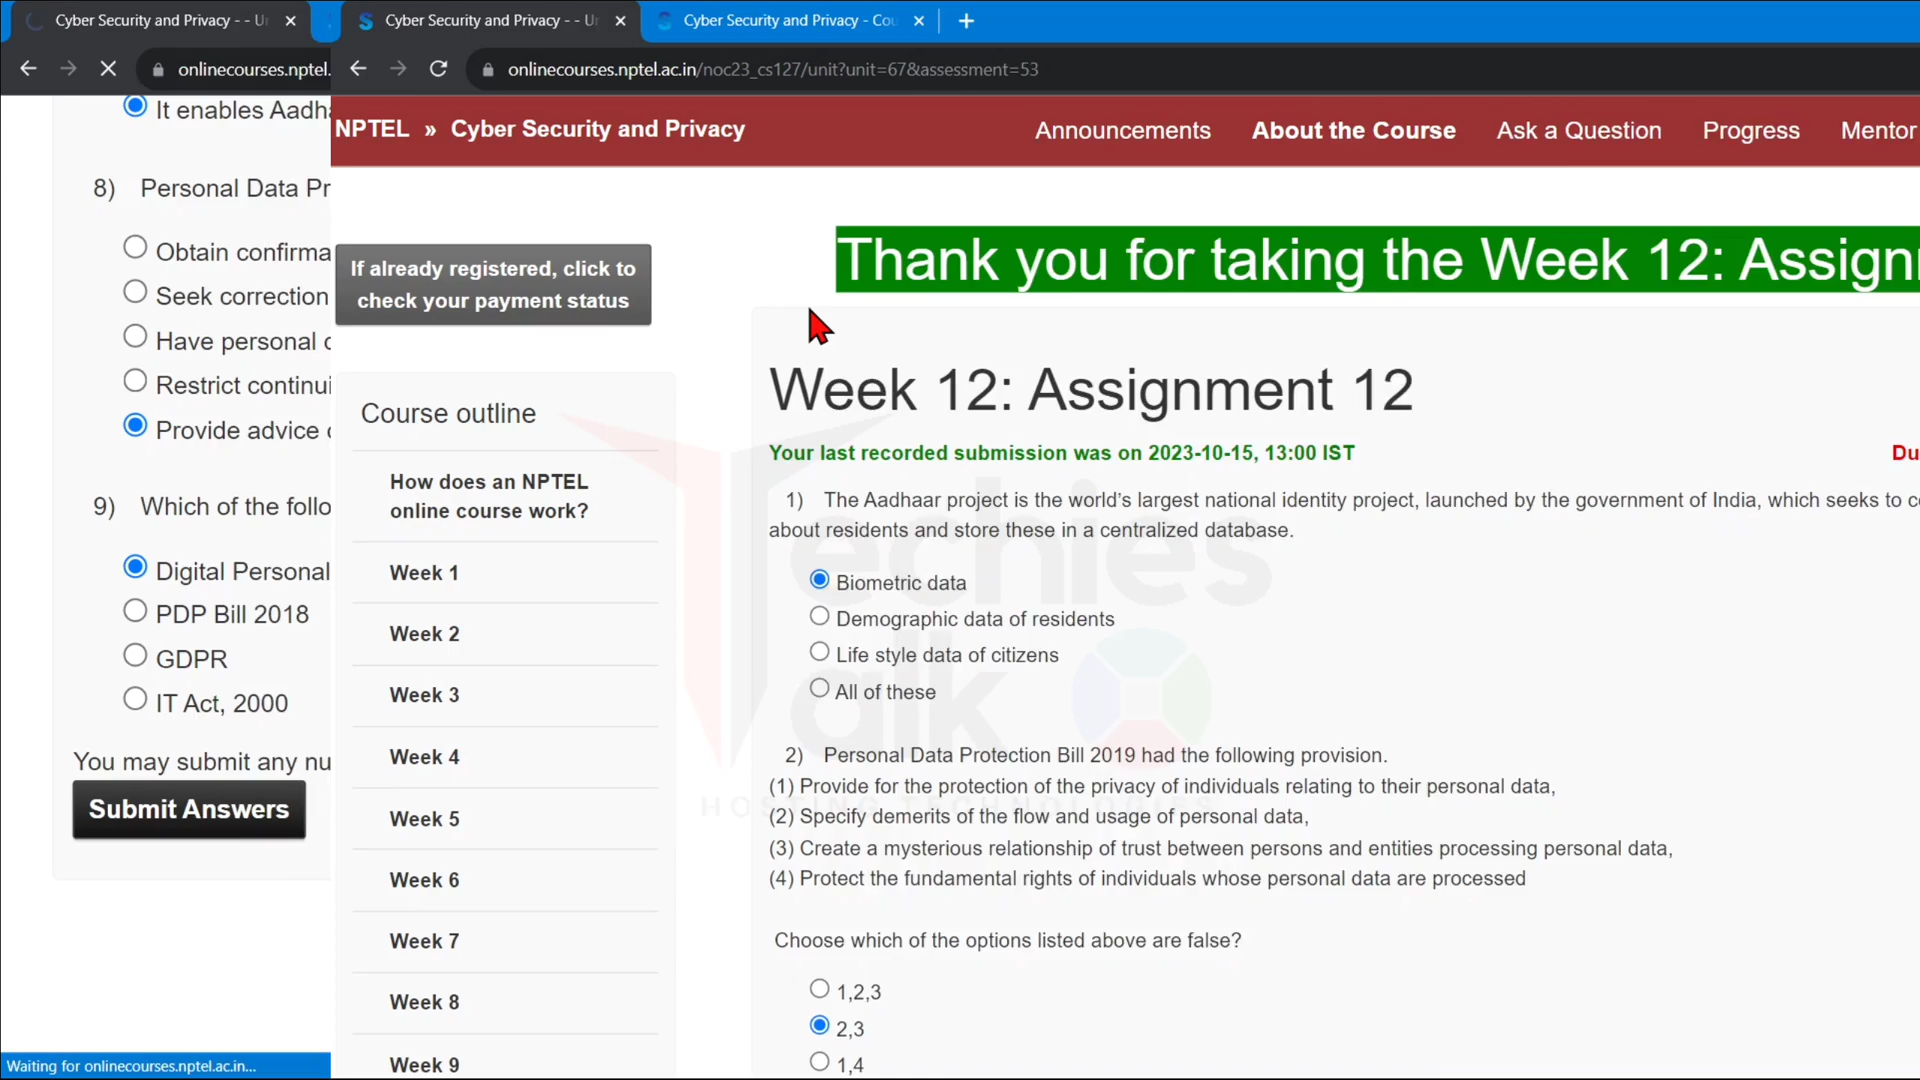 Cyber Security and Privacy - - Ur
Cyber Security and Privacy - - Ur
Cyber Security and Privacy - Cou
onlinecourses.nptel.
onlinecourses.nptel.ac.in/noc23_cs127/unit?unit=67&assessment=53
It enables Aadha
8) Personal Data Pr
Obtain confirma
Seek correction
Have personal c
Restrict continui
Provide advice
9) Which of the follo
Digital Personal
PDP Bill 2018
GDPR
IT Act, 2000
You may submit any nu
Submit Answers
Waiting for onlinecourses.nptel.ac.in...
NPTEL » Cyber Security and Privacy
Announcements
About the Course
Ask a Question
Progress
Mentor
If already registered, click to
check your payment status
Course outline
How does an NPTEL
online course work?
Week 1
Week 2
Week 3
Week 4
Week 5
Week 6
Week 7
Week 8
Week 9
Thank you for taking the Week 12: Assignm
Week 12: Assignment 12
Your last recorded submission was on 2023-10-15, 13:00 IST
Du
1) The Aadhaar project is the world's largest national identity project, launched by the government of India, which seeks to c
about residents and store these in a centralized database.
Biometric data
Demographic data of residents
Life style data of citizens
All of these
2) Personal Data Protection Bill 2019 had the following provision.
(1) Provide for the protection of the privacy of individuals relating to their personal data,
(2) Specify demerits of the flow and usage of personal data,
(3) Create a mysterious relationship of trust between persons and entities processing personal data,
(4) Protect the fundamental rights of individuals whose personal data are processed
Choose which of the options listed above are false?
1,2,3
2,3
1,4
Techies
Talk
HOSTING TECHNOLOGIES